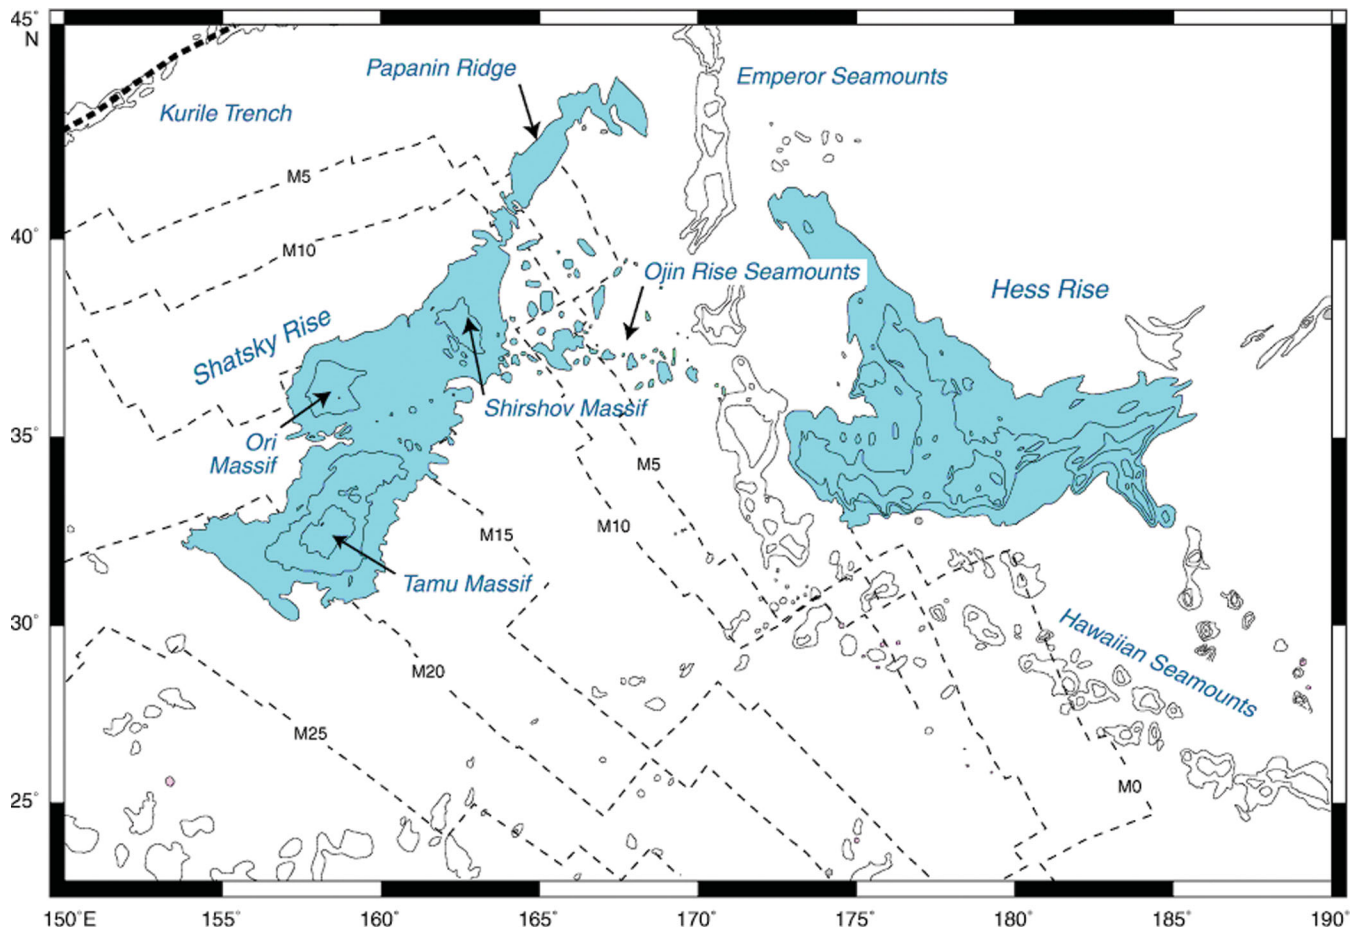 45°
N
Papanin Ridge
Emperor Seamounts
Kurile Trench
M5
40°
M10
Ojin Rise Seamounts
Hess Rise
Shatsky Rise
Shirshov Massif
Ori
Massif
35°
M5
M10
M15
Tamu Massif
30°
Hawaiian Seamounts
M20
M25
M0
25°
150°E
155°
160°
165°
170°
175°
180°
185°
190°